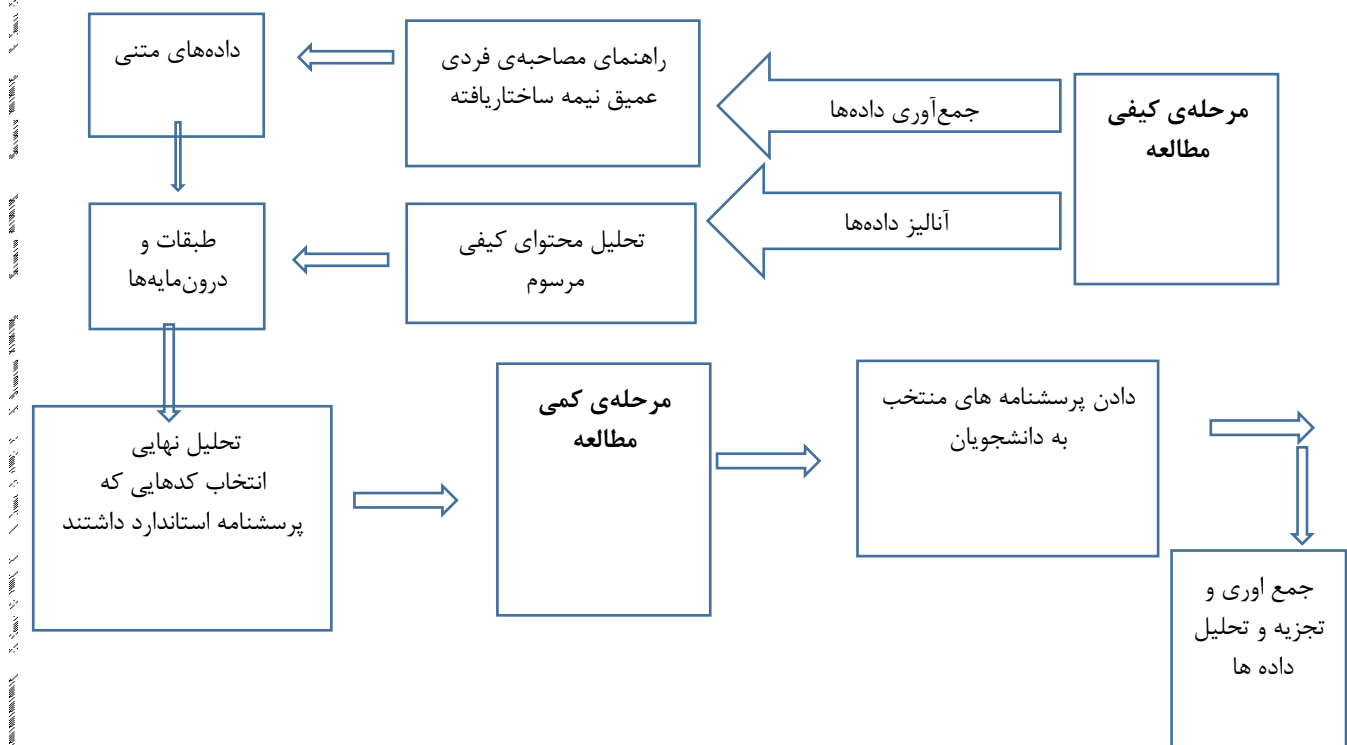 مرحله‌ی کیفی
مطالعه
جمع‌آوری داده‌ها
راهنمای مصاحبه‌ی فردی
عمیق نیمه ساختاریافته
داده‌های متنی
آنالیز داده‌ها
تحلیل محتوای کیفی
مرسوم
طبقات و
درون‌مایه‌ها
تحلیل نهایی
انتخاب کدهایی که
پرسشنامه استاندارد داشتند
مرحله‌ی کمی
مطالعه
دادن پرسشنامه های منتخب
به دانشجویان
جمع اوری و
تجزیه و تحلیل
داده ها